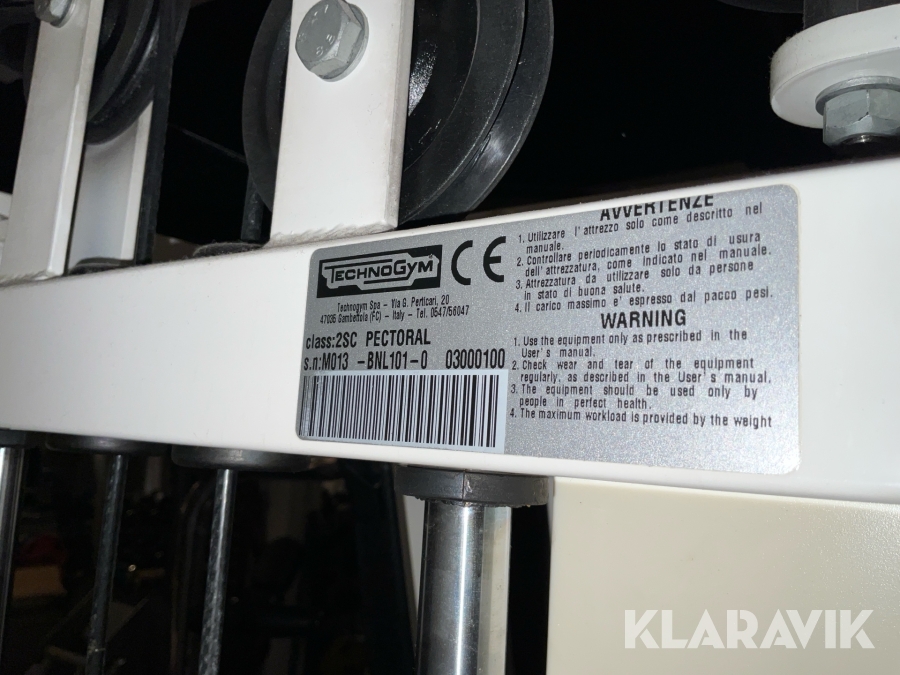 TECHNOGYM
CE
Technogym Spa - Via G. Perticari, 20
47035 Gambettola (FC) - Italy - Tel. 0547/56047
class:2SC PECTORAL
s.n:M013 -BNL101-0 03000100
AVVERTENZE
1. Utilizzare l'attrezzo solo come descritto nel
manuale.
2. Controllare periodicamente lo stato di usura
dell'attrezzatura, come indicato nel manuale.
3. Attrezzatura da utilizzare solo da persone
in stato di buona salute.
4. Il carico massimo e' espresso dal pacco pesi.
WARNING
1. Use the equipment only as prescribed in the
User's manual.
2. Check wear and tear of the equipment
regularly, as described in the User's manual.
3. The equipment should be used only by
people in perfect health.
4. The maximum workload is provided by the weight
KLARAVIK